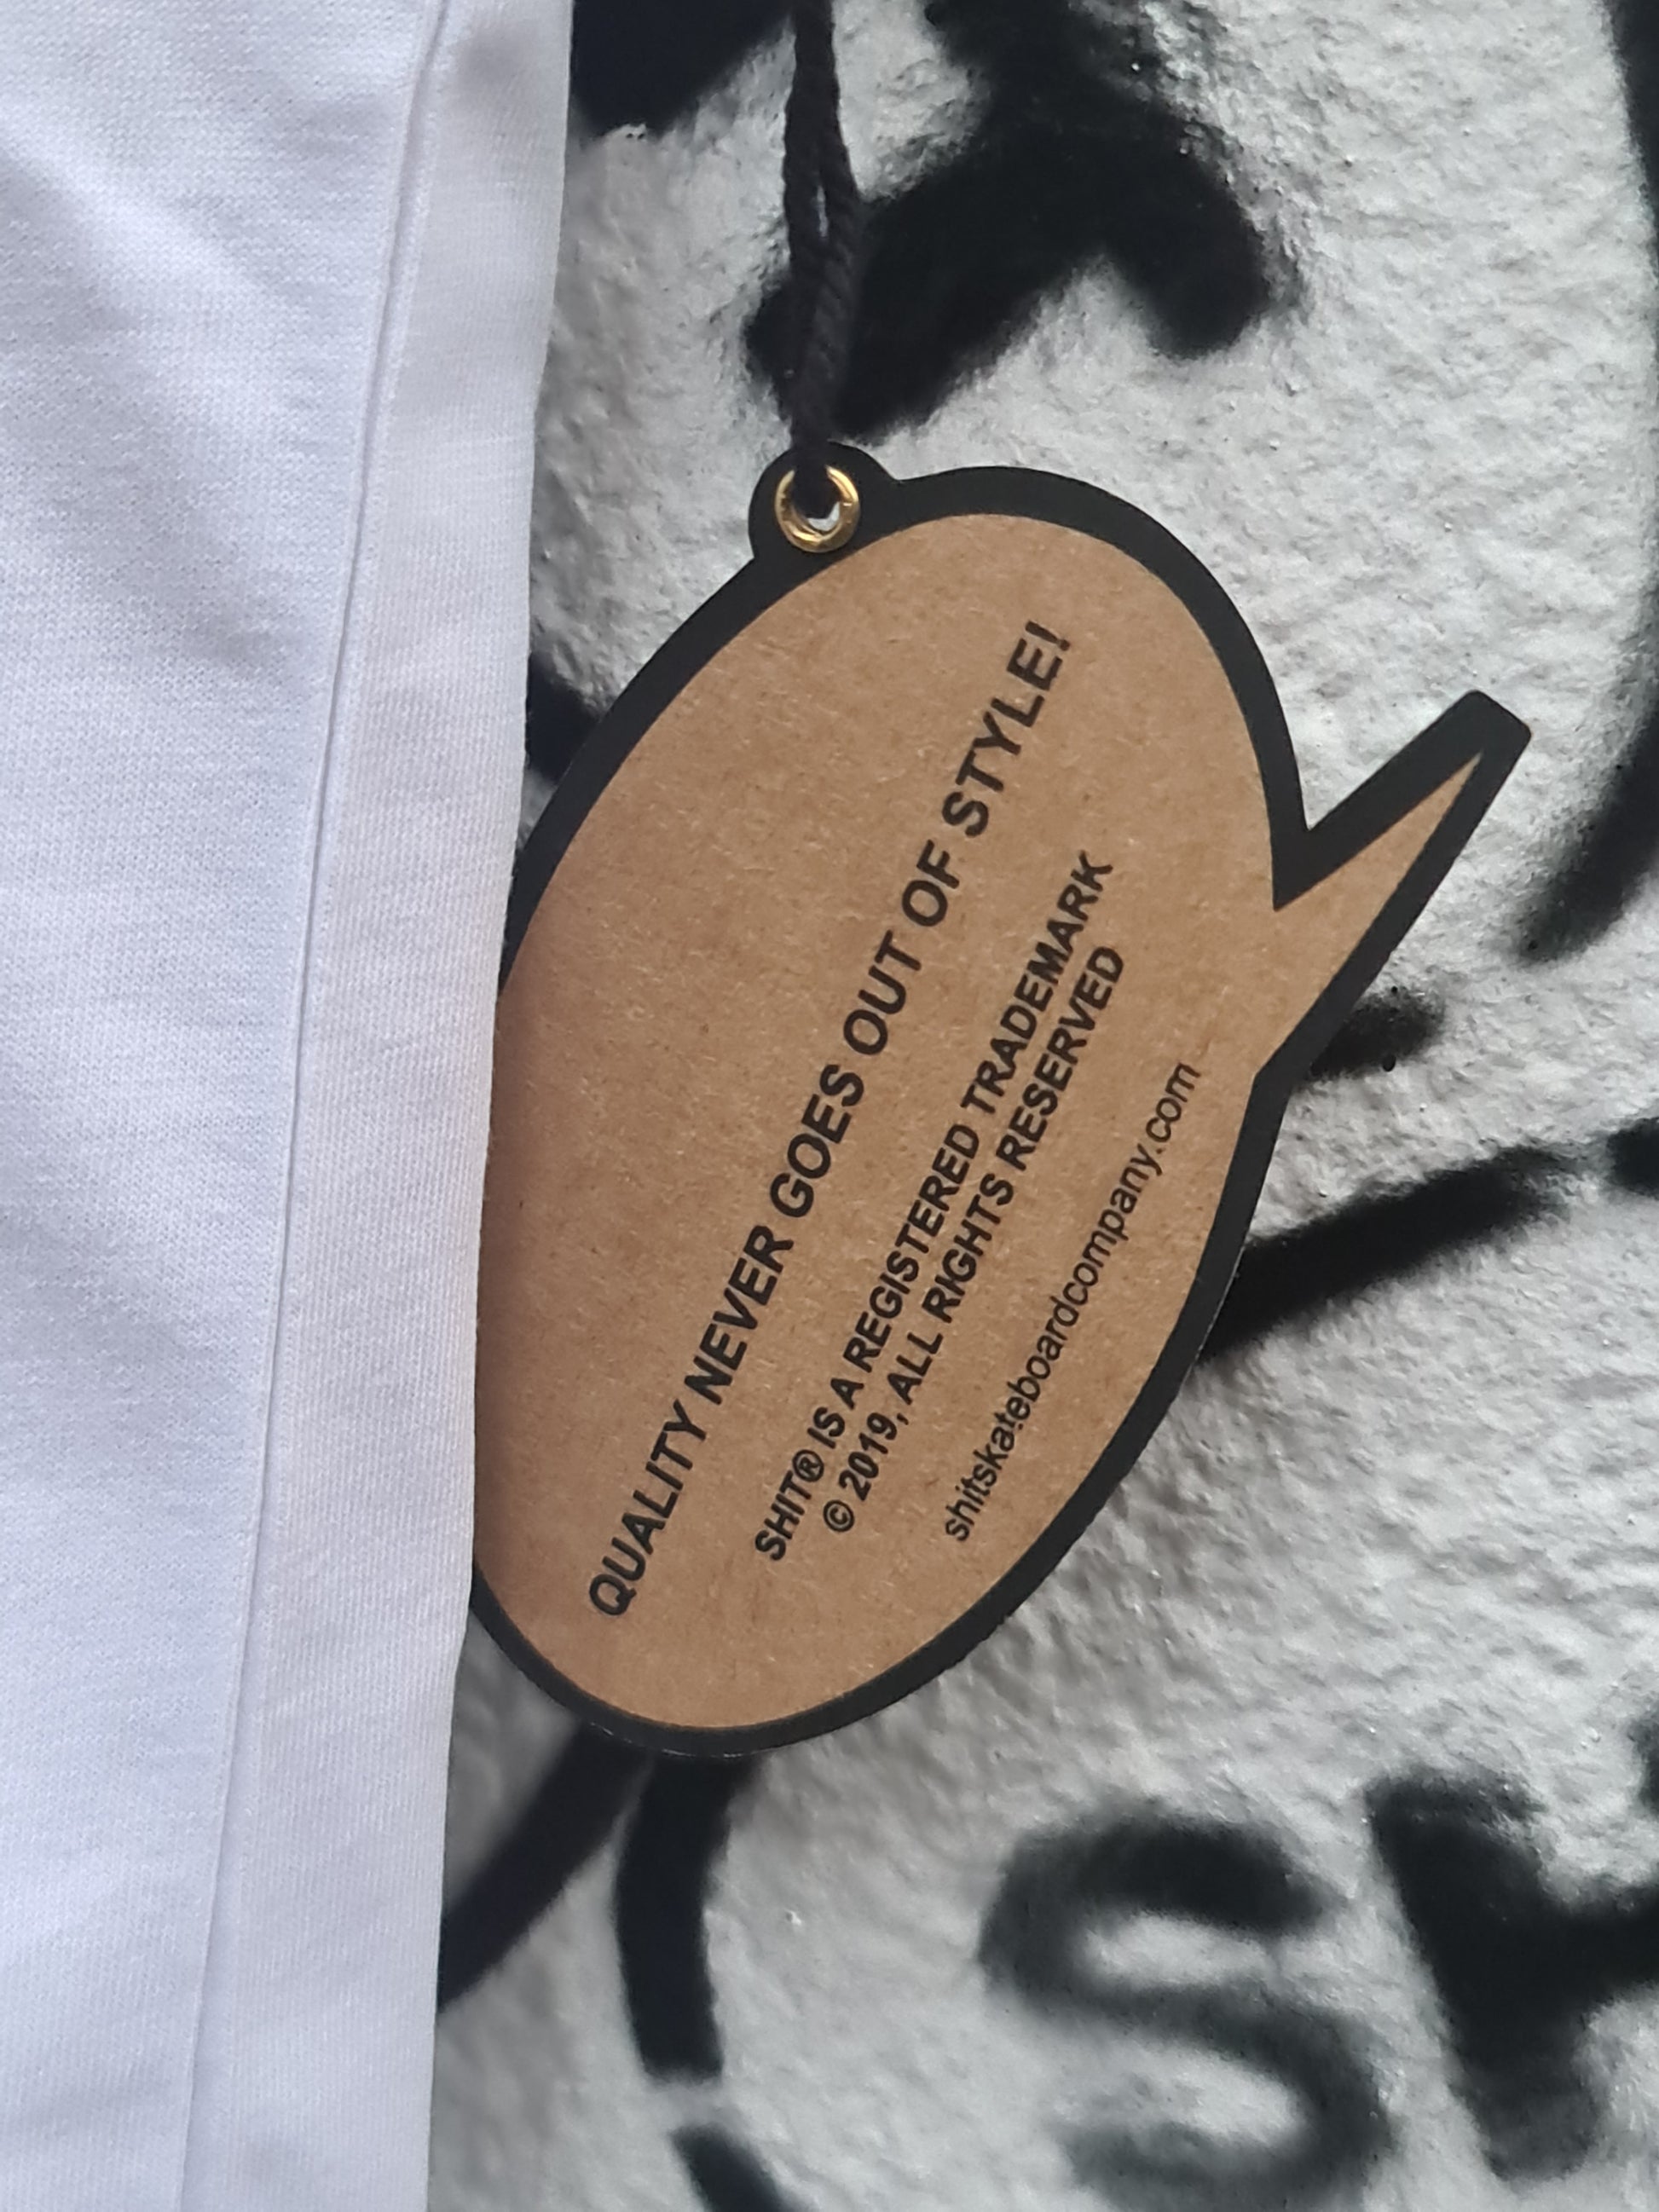 QUALITY NEVER GOES OUT OF STYLE!
SHIT® IS A REGISTERED TRADEMARK
© 2019, ALL RIGHTS RESERVED
shitskateboardcompany.com